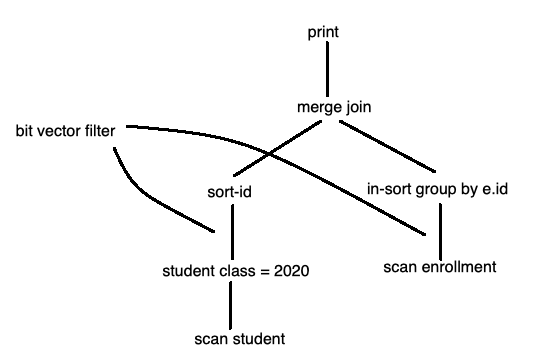 print
merge join
bit vector filter
sort-id
in-sort group by e.id
student class = 2020
scan enrollment
scan student